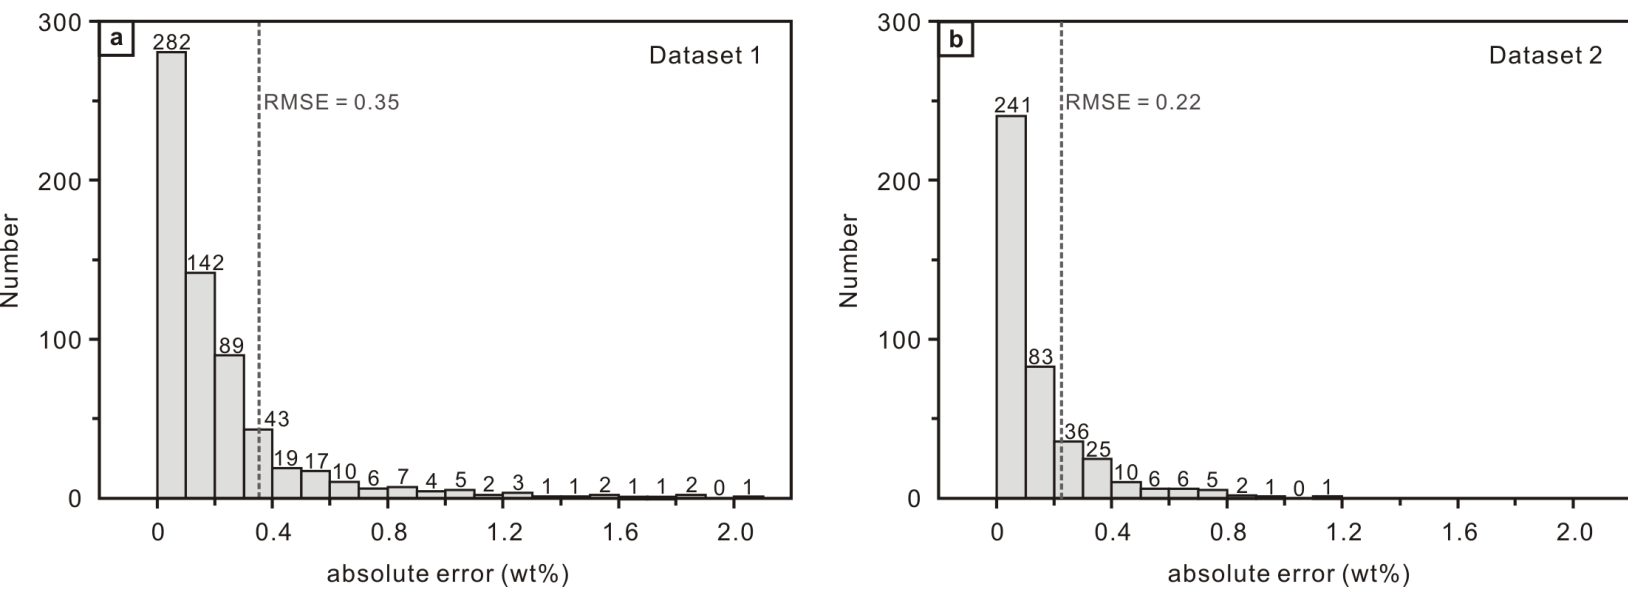 a
Dataset 1
RMSE = 0.35
Number
300
200
100
0
282
142
89
43
19 17 10 6 7 4 5 2 3 1 1 2 1 1 2 0 1
0 0.4 0.8 1.2 1.6 2.0
absolute error (wt%)
b
Dataset 2
RMSE = 0.22
Number
300
200
100
0
241
83
36
25
10 6 6 5 2 1 0 1
0 0.4 0.8 1.2 1.6 2.0
absolute error (wt%)